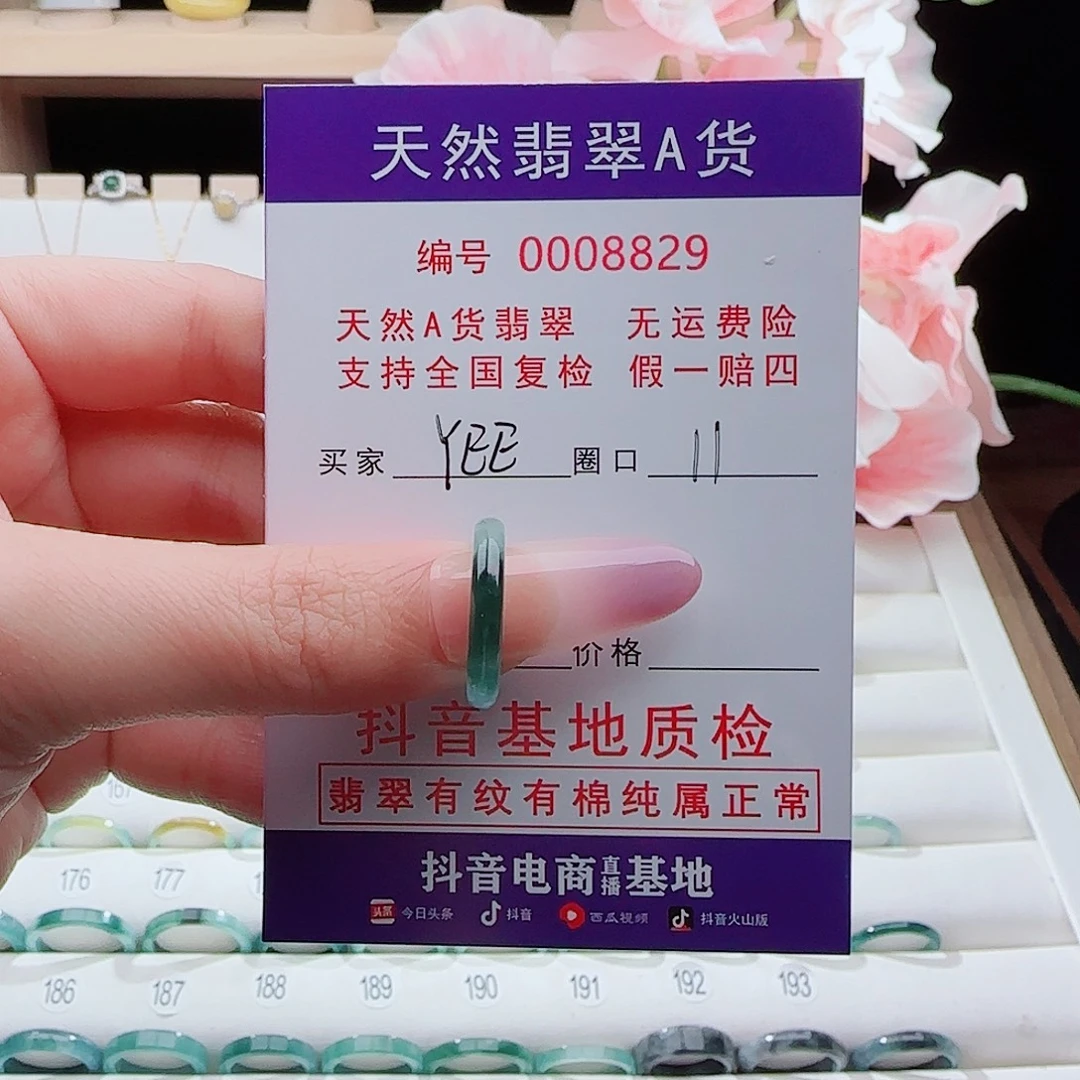 天然翡翠A货
编号 0008829
天然A货翡翠 无运费险
支持全国复检 假一赔四
买家 YEE 圈口 11
价格
抖音基地质检
翡翠有纹有棉纯属正常
抖音电商直播基地
头条 今日头条 抖音 西瓜视频 抖音火山版
167
176 177
186 187 188 189 190 191 192 193